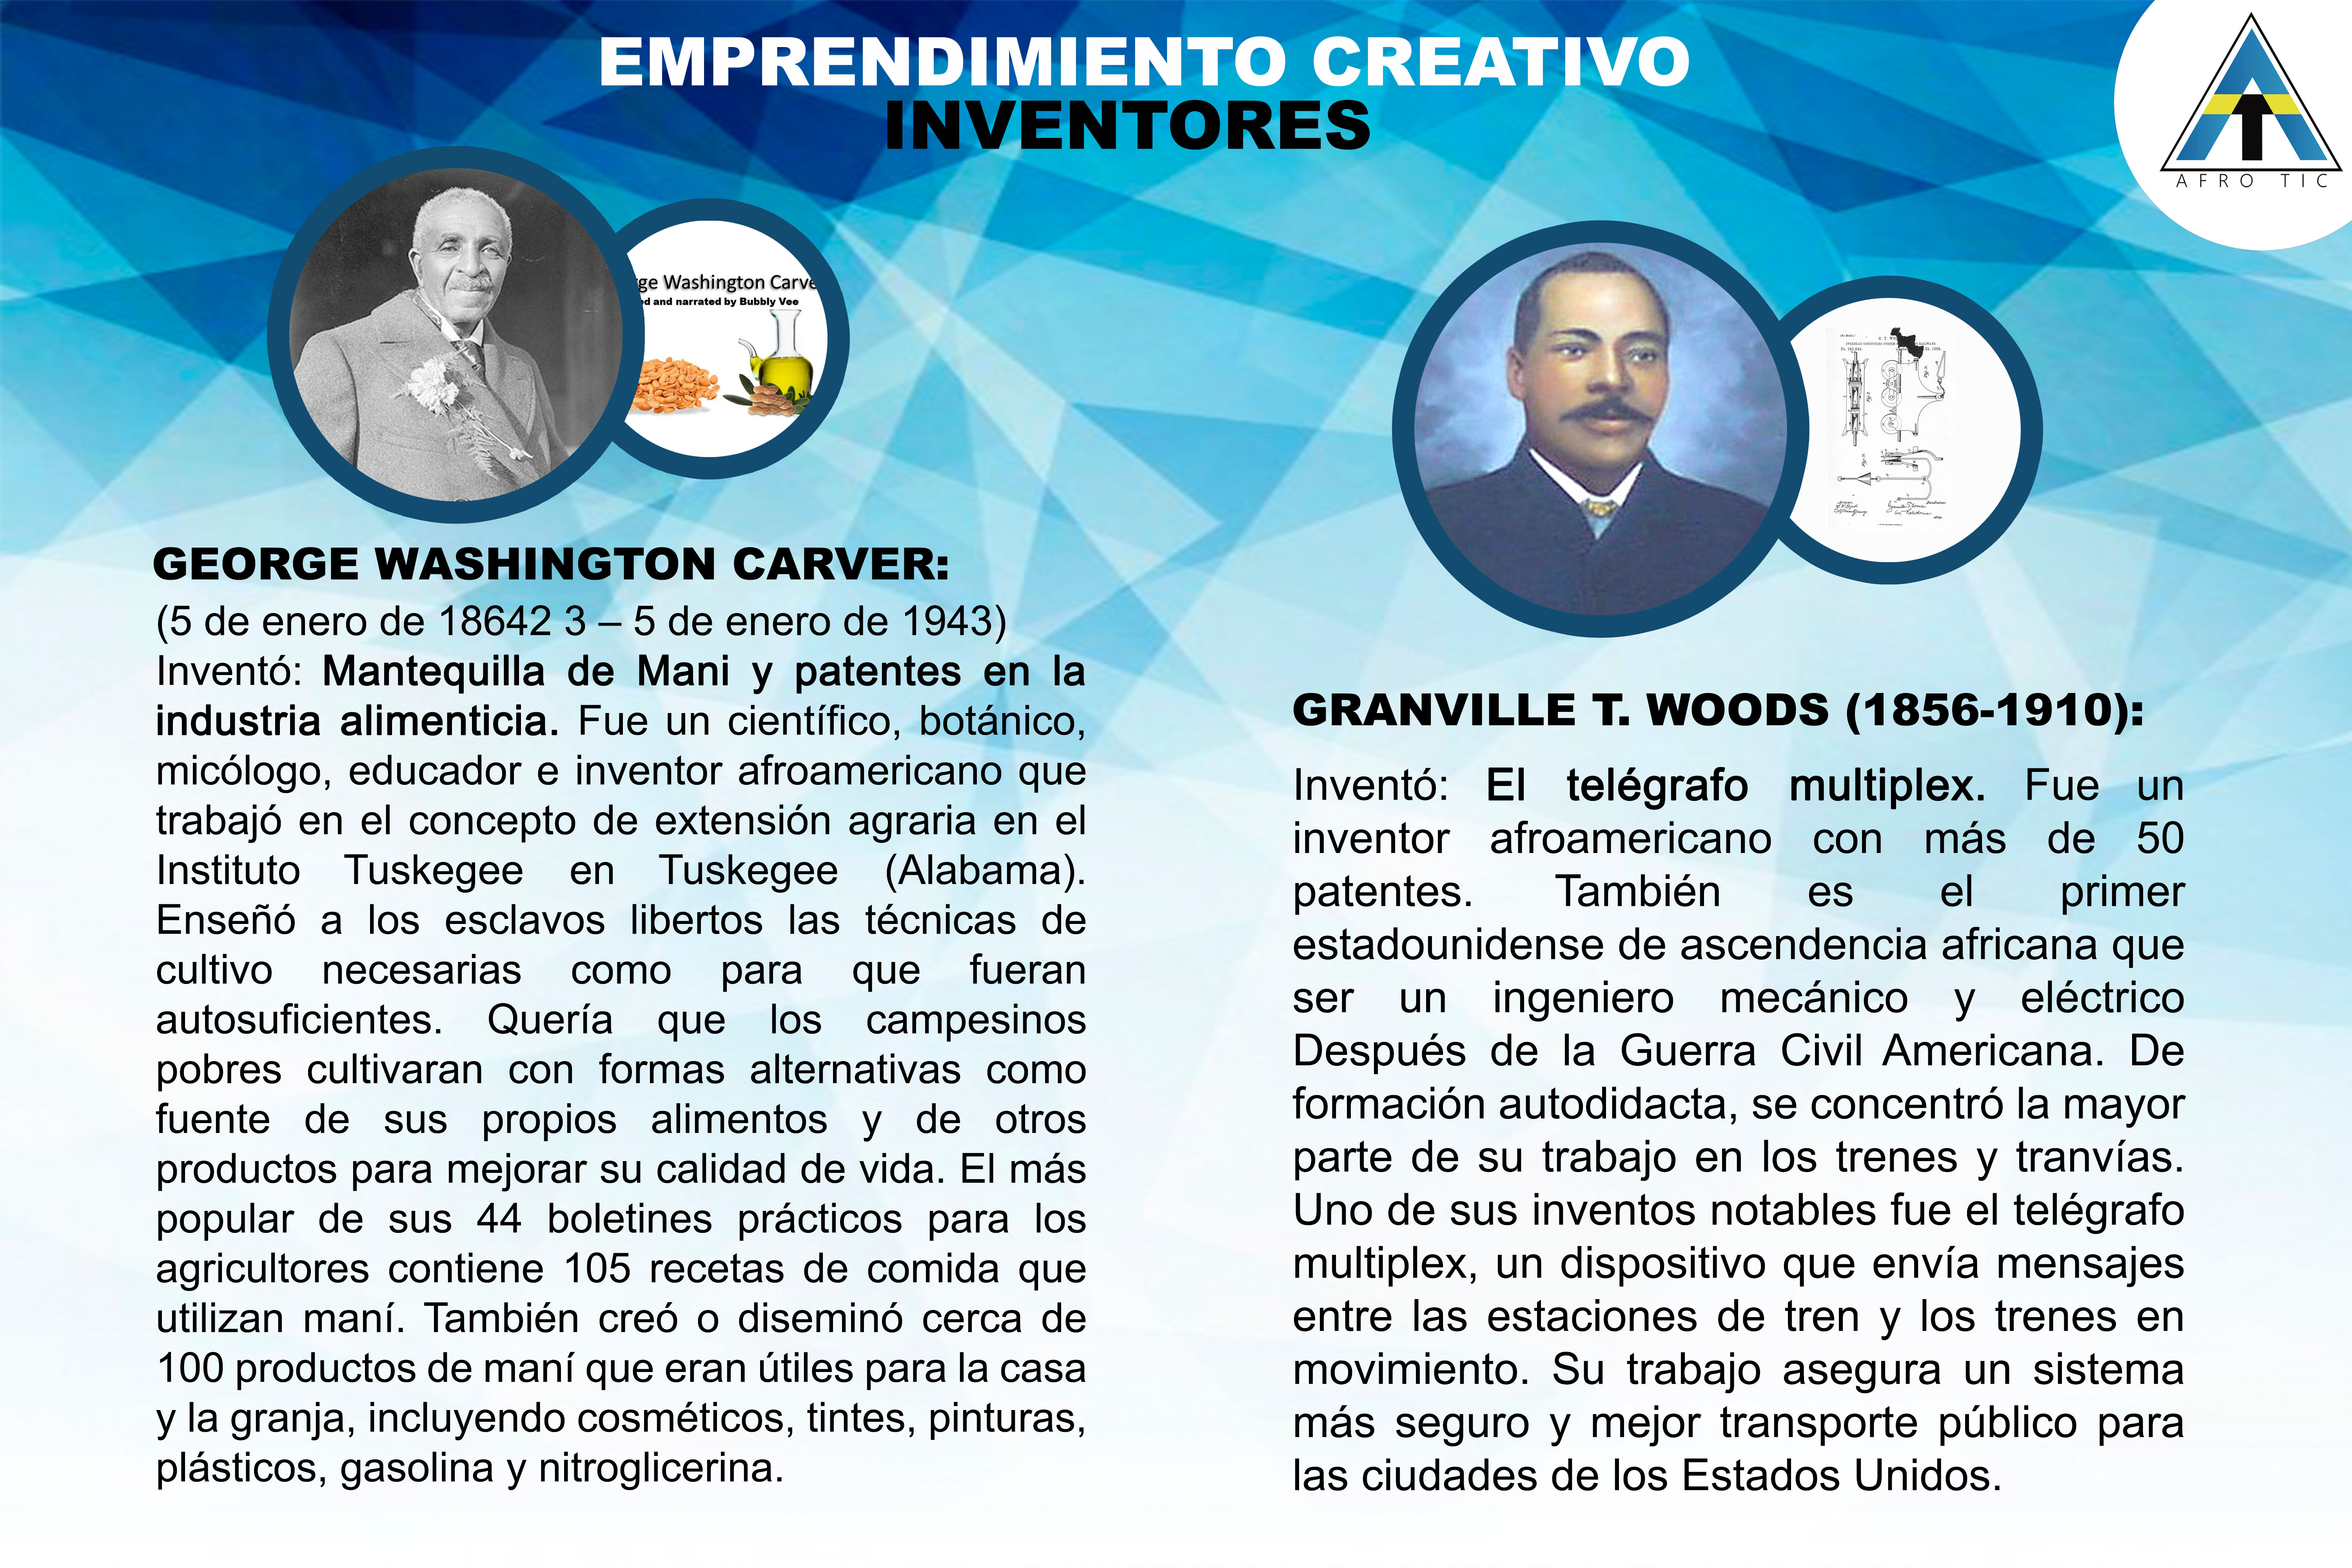 EMPRENDIMIENTO CREATIVO
INVENTORES
AFRO TIC
ge Washington Carve
ed and narrated by Bubbly Vee
GEORGE WASHINGTON CARVER:
(5 de enero de 18642 3 – 5 de enero de 1943)
Inventó: Mantequilla de Mani y patentes en la
industria alimenticia. Fue un científico, botánico,
micólogo, educador e inventor afroamericano que
trabajó en el concepto de extensión agraria en el
Instituto Tuskegee en Tuskegee (Alabama).
Enseñó a los esclavos libertos las técnicas de
cultivo necesarias como para que fueran
autosuficientes. Quería que los campesinos
pobres cultivaran con formas alternativas como
fuente de sus propios alimentos y de otros
productos para mejorar su calidad de vida. El más
popular de sus 44 boletines prácticos para los
agricultores contiene 105 recetas de comida que
utilizan maní. También creó o diseminó cerca de
100 productos de maní que eran útiles para la casa
y la granja, incluyendo cosméticos, tintes, pinturas,
plásticos, gasolina y nitroglicerina.
GRANVILLE T. WOODS (1856-1910):
Inventó: El telégrafo multiplex. Fue un
inventor afroamericano con más de 50
patentes. También es el primer
estadounidense de ascendencia africana que
ser un ingeniero mecánico y eléctrico
Después de la Guerra Civil Americana. De
formación autodidacta, se concentró la mayor
parte de su trabajo en los trenes y tranvías.
Uno de sus inventos notables fue el telégrafo
multiplex, un dispositivo que envía mensajes
entre las estaciones de tren y los trenes en
movimiento. Su trabajo asegura un sistema
más seguro y mejor transporte público para
las ciudades de los Estados Unidos.